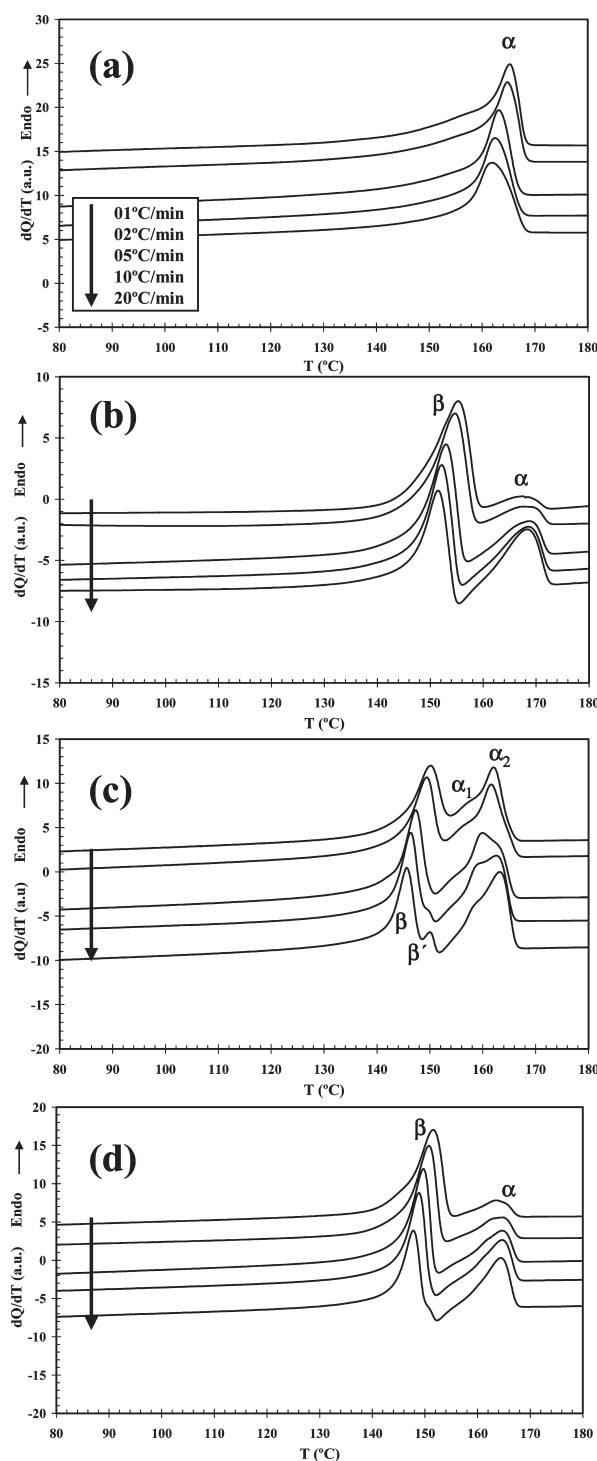 (a)
α
30
25
20
15
10
5
0
-5
dQ/dT (a.u.) Endo
01ºC/min
02ºC/min
05ºC/min
10ºC/min
20ºC/min
80 90 100 110 120 130 140 150 160 170 180
T (ºC)
(b)
β
α
10
5
0
-5
-10
-15
dQ/dT (a.u.) Endo
80 90 100 110 120 130 140 150 160 170 180
T (ºC)
(c)
α1
α2
β
β´
15
10
5
0
-5
-10
-15
-20
dQ/dT (a.u) Endo
80 90 100 110 120 130 140 150 160 170 180
T (ºC)
(d)
β
α
20
15
10
5
0
-5
-10
-15
-20
dQ/dT (a.u.) Endo
80 90 100 110 120 130 140 150 160 170 180
T (ºC)